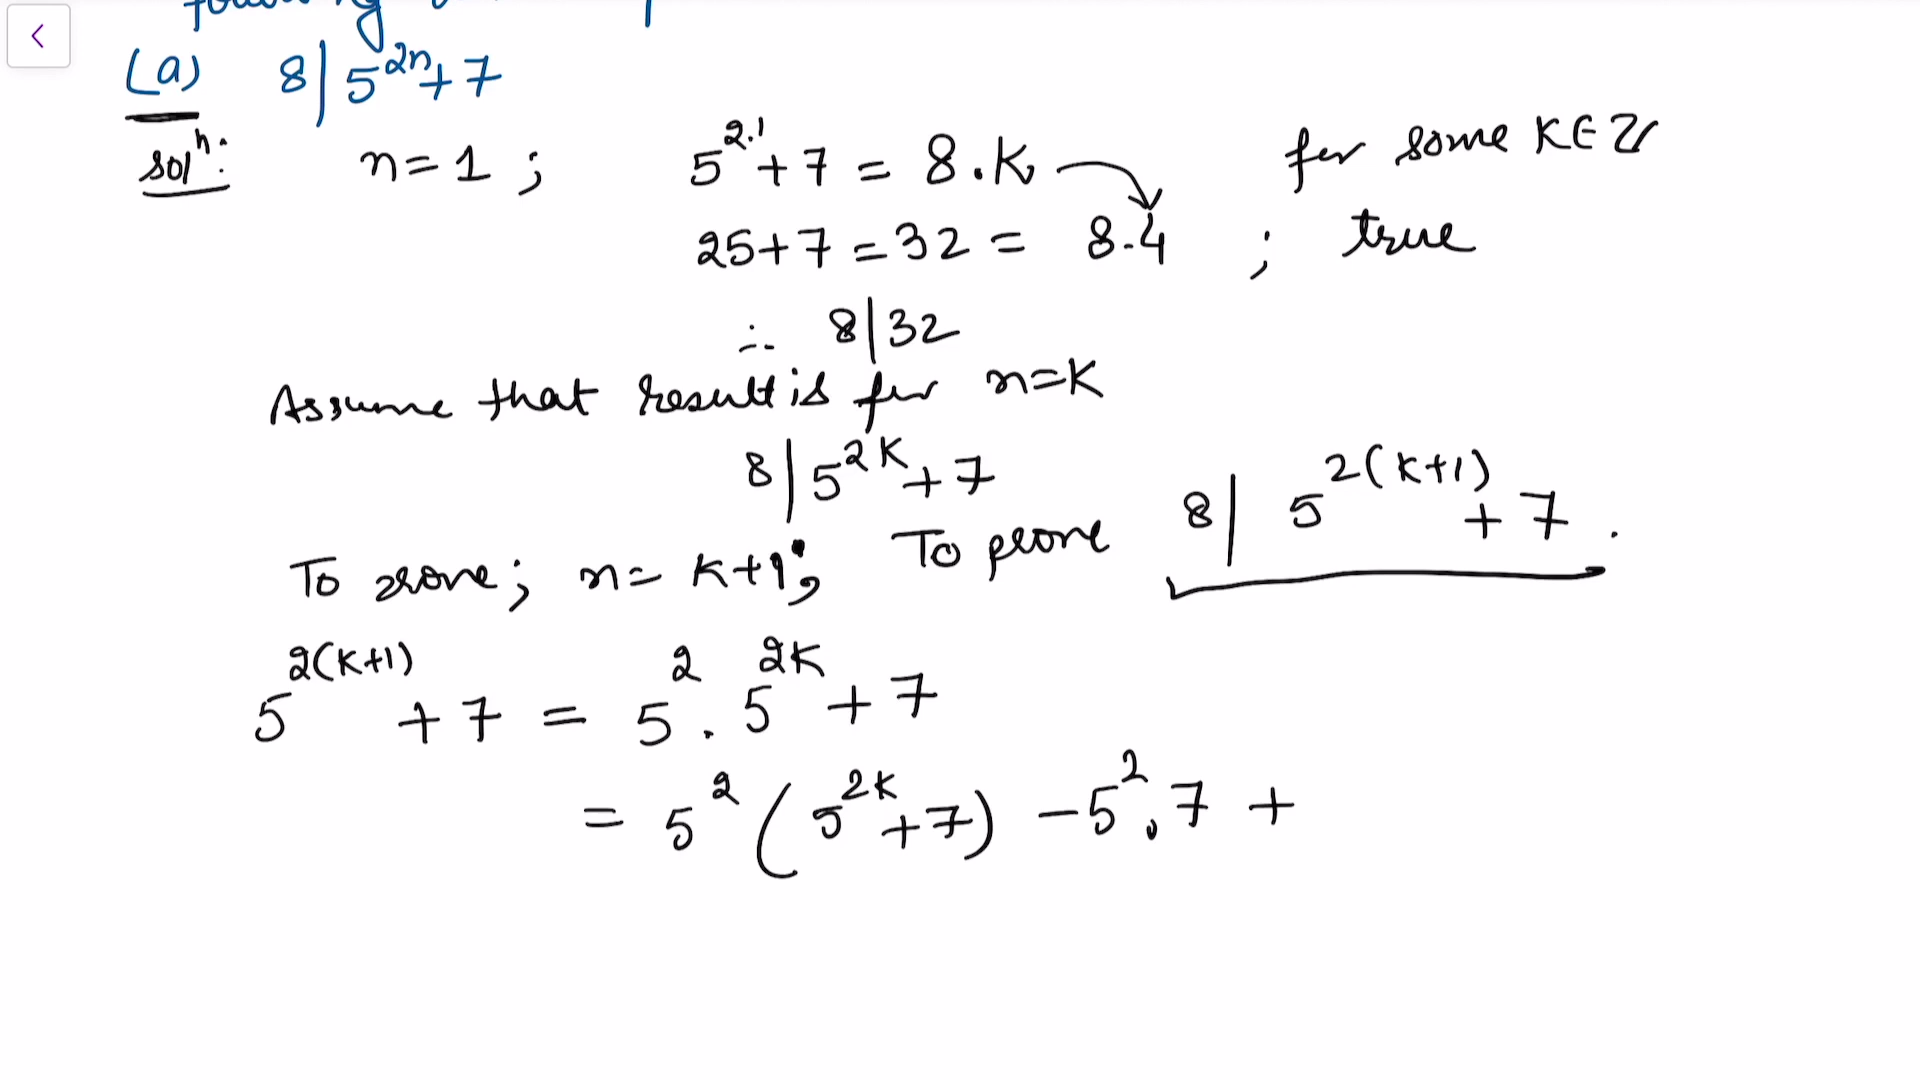 following
(a) 8 | 5^{2n} + 7
solⁿ: n = 1 ; 5^{2.1} + 7 = 8.K for some K ∈ ℤ
25 + 7 = 32 = 8.4 ; true
∴ 8 | 32
Assume that result is for n = K
8 | 5^{2K} + 7
To prove ; n = K+1 ; To prove 8 | 5^{2(K+1)} + 7 .
5^{2(K+1)} + 7 = 5^2 . 5^{2K} + 7
= 5^2 ( 5^{2K} + 7 ) - 5^2 . 7 +